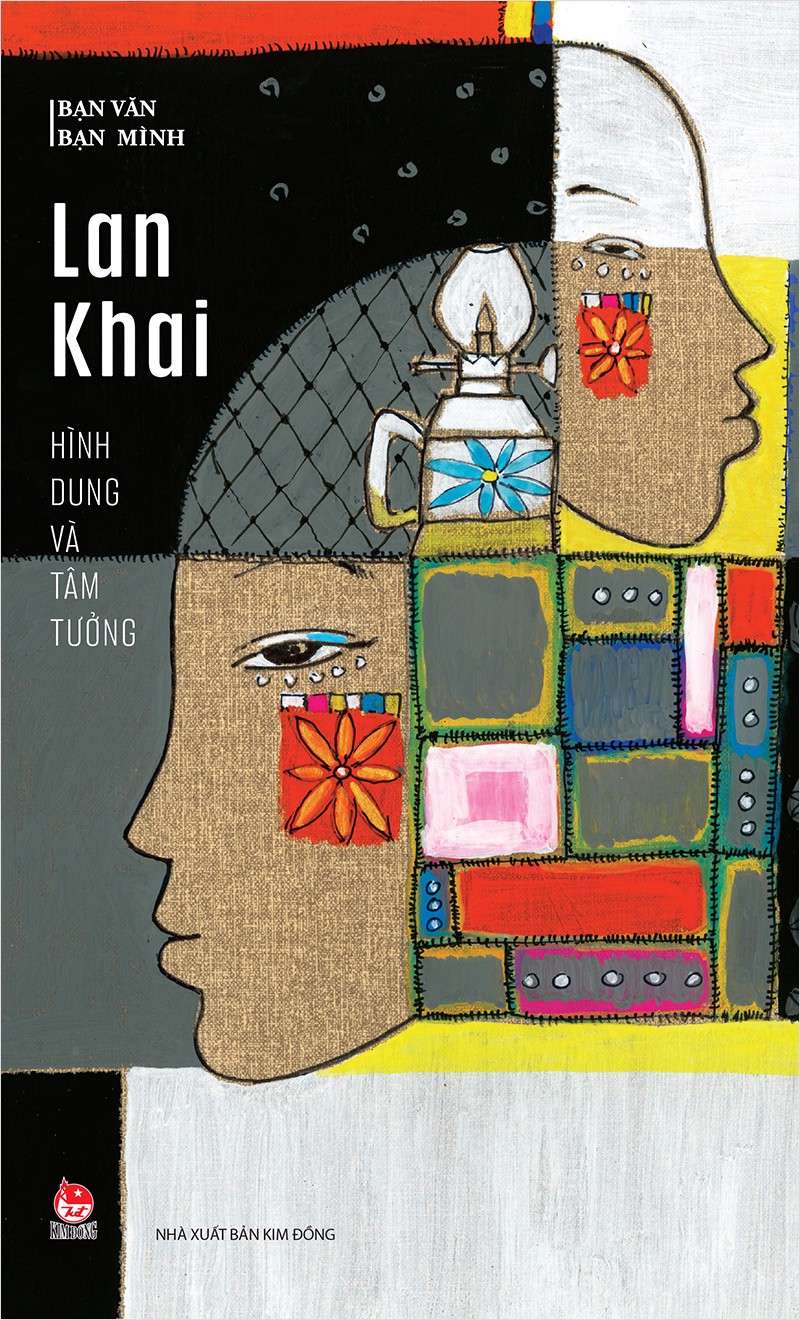 BẠN VĂN
BẠN MÌNH
Lan
Khai
HÌNH
DUNG
VÀ
TÂM
TƯỞNG
KIM ĐỒNG
NHÀ XUẤT BẢN KIM ĐỒNG